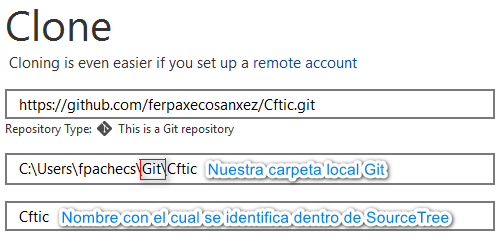 Clone
Cloning is even easier if you set up a remote account
https://github.com/ferpaxecosanxez/Cftic.git
Repository Type: This is a Git repository
C:\Users\fpachecs\Git\Cftic Nuestra carpeta local Git
Cftic Nombre con el cual se identifica dentro de SourceTree